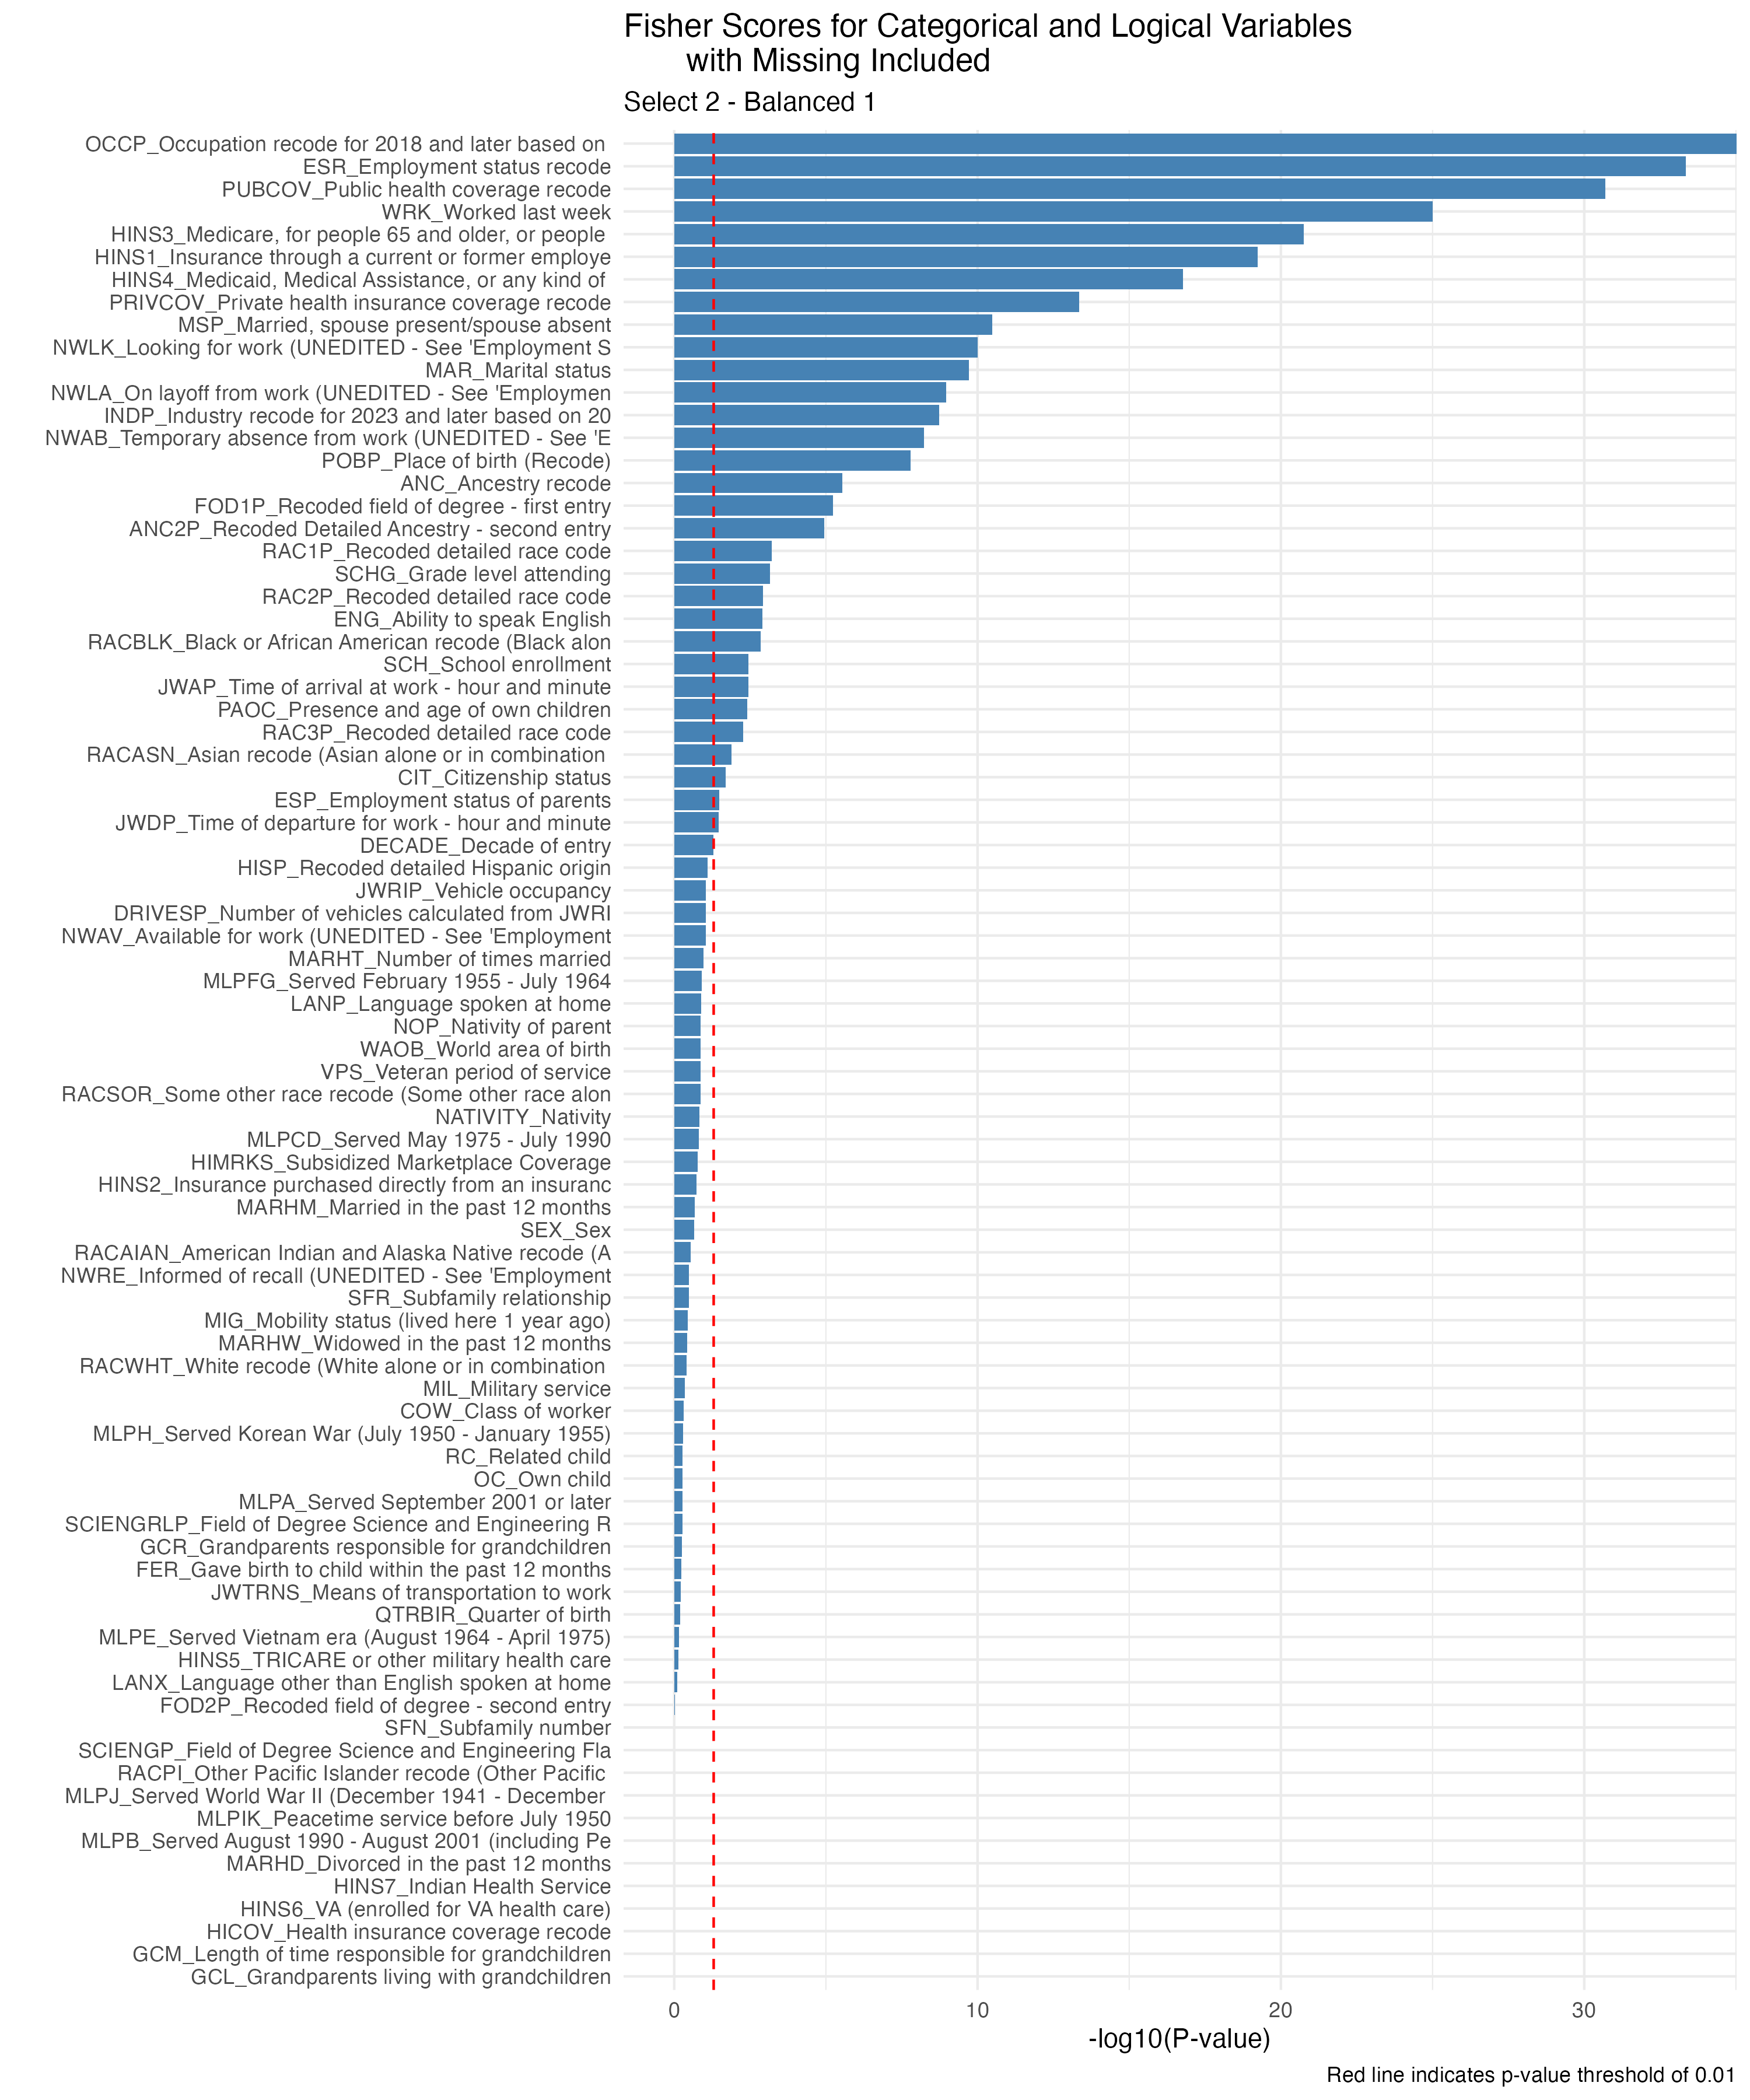 Fisher Scores for Categorical and Logical Variables
with Missing Included
Select 2 - Balanced 1
OCCP_Occupation recode for 2018 and later based on
ESR_Employment status recode
PUBCOV_Public health coverage recode
WRK_Worked last week
HINS3_Medicare, for people 65 and older, or people
HINS1_Insurance through a current or former employe
HINS4_Medicaid, Medical Assistance, or any kind of
PRIVCOV_Private health insurance coverage recode
MSP_Married, spouse present/spouse absent
NWLK_Looking for work (UNEDITED - See 'Employment S
MAR_Marital status
NWLA_On layoff from work (UNEDITED - See 'Employmen
INDP_Industry recode for 2023 and later based on 20
NWAB_Temporary absence from work (UNEDITED - See 'E
POBP_Place of birth (Recode)
ANC_Ancestry recode
FOD1P_Recoded field of degree - first entry
ANC2P_Recoded Detailed Ancestry - second entry
RAC1P_Recoded detailed race code
SCHG_Grade level attending
RAC2P_Recoded detailed race code
ENG_Ability to speak English
RACBLK_Black or African American recode (Black alon
SCH_School enrollment
JWAP_Time of arrival at work - hour and minute
PAOC_Presence and age of own children
RAC3P_Recoded detailed race code
RACASN_Asian recode (Asian alone or in combination
CIT_Citizenship status
ESP_Employment status of parents
JWDP_Time of departure for work - hour and minute
DECADE_Decade of entry
HISP_Recoded detailed Hispanic origin
JWRIP_Vehicle occupancy
DRIVESP_Number of vehicles calculated from JWRI
NWAV_Available for work (UNEDITED - See 'Employment
MARHT_Number of times married
MLPFG_Served February 1955 - July 1964
LANP_Language spoken at home
NOP_Nativity of parent
WAOB_World area of birth
VPS_Veteran period of service
RACSOR_Some other race recode (Some other race alon
NATIVITY_Nativity
MLPCD_Served May 1975 - July 1990
HIMRKS_Subsidized Marketplace Coverage
HINS2_Insurance purchased directly from an insuranc
MARHM_Married in the past 12 months
SEX_Sex
RACAIAN_American Indian and Alaska Native recode (A
NWRE_Informed of recall (UNEDITED - See 'Employment
SFR_Subfamily relationship
MIG_Mobility status (lived here 1 year ago)
MARHW_Widowed in the past 12 months
RACWHT_White recode (White alone or in combination
MIL_Military service
COW_Class of worker
MLPH_Served Korean War (July 1950 - January 1955)
RC_Related child
OC_Own child
MLPA_Served September 2001 or later
SCIENGRLP_Field of Degree Science and Engineering R
GCR_Grandparents responsible for grandchildren
FER_Gave birth to child within the past 12 months
JWTRNS_Means of transportation to work
QTRBIR_Quarter of birth
MLPE_Served Vietnam era (August 1964 - April 1975)
HINS5_TRICARE or other military health care
LANX_Language other than English spoken at home
FOD2P_Recoded field of degree - second entry
SFN_Subfamily number
SCIENGP_Field of Degree Science and Engineering Fla
RACPI_Other Pacific Islander recode (Other Pacific
MLPJ_Served World War II (December 1941 - December
MLPIK_Peacetime service before July 1950
MLPB_Served August 1990 - August 2001 (including Pe
MARHD_Divorced in the past 12 months
HINS7_Indian Health Service
HINS6_VA (enrolled for VA health care)
HICOV_Health insurance coverage recode
GCM_Length of time responsible for grandchildren
GCL_Grandparents living with grandchildren
0 10 20 30
-log10(P-value)
Red line indicates p-value threshold of 0.01